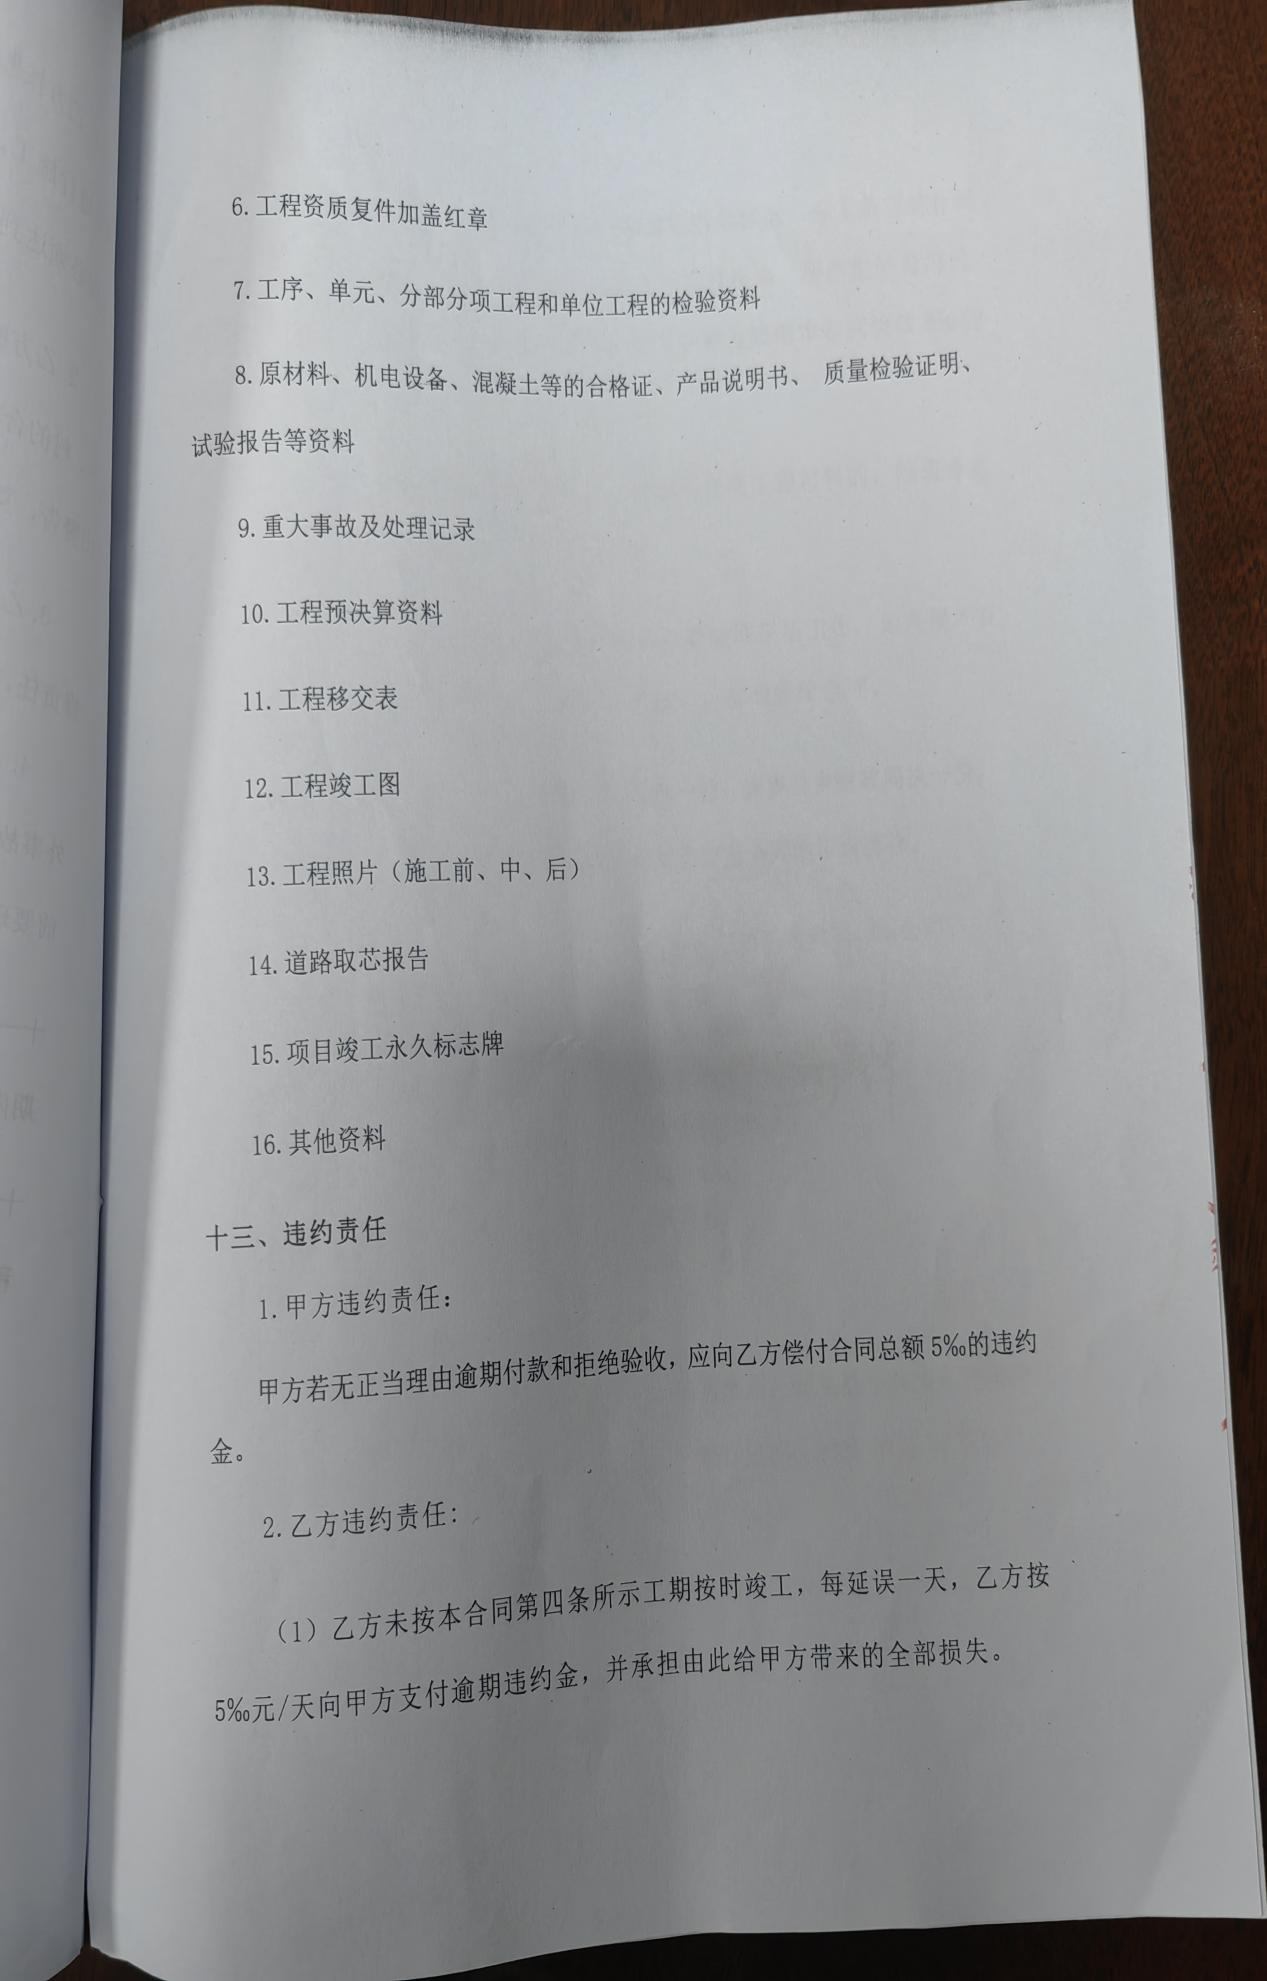 6.工程资质复件加盖红章
7.工序、单元、分部分项工程和单位工程的检验资料
8.原材料、机电设备、混凝土等的合格证、产品说明书、 质量检验证明、
试验报告等资料
9.重大事故及处理记录
10.工程预决算资料
11.工程移交表
12.工程竣工图
13.工程照片（施工前、中、后）
14.道路取芯报告
15.项目竣工永久标志牌
16.其他资料
十三、违约责任
1.甲方违约责任：
甲方若无正当理由逾期付款和拒绝验收，应向乙方偿付合同总额 5‰的违约
金。
2.乙方违约责任：
（1）乙方未按本合同第四条所示工期按时竣工，每延误一天，乙方按
5‰元/天向甲方支付逾期违约金，并承担由此给甲方带来的全部损失。